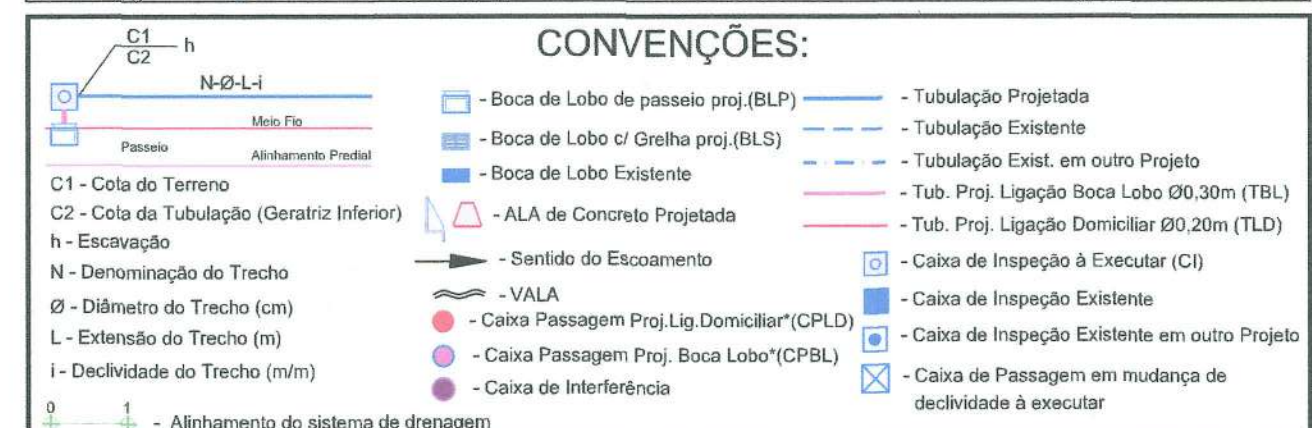 CONVENÇÕES:
C1
C2
h
N-Ø-L-i
Meio Fio
Passeio
Alinhamento Predial
C1 - Cota do Terreno
C2 - Cota da Tubulação (Geratriz Inferior)
h - Escavação
N - Denominação do Trecho
Ø - Diâmetro do Trecho (cm)
L - Extensão do Trecho (m)
i - Declividade do Trecho (m/m)
0 1 - Alinhamento do sistema de drenagem
- Boca de Lobo de passeio proj.(BLP)
- Boca de Lobo c/ Grelha proj.(BLS)
- Boca de Lobo Existente
- ALA de Concreto Projetada
- Sentido do Escoamento
- VALA
- Caixa Passagem Proj.Lig.Domiciliar*(CPLD)
- Caixa Passagem Proj. Boca Lobo*(CPBL)
- Caixa de Interferência
- Tubulação Projetada
- Tubulação Existente
- Tubulação Exist. em outro Projeto
- Tub. Proj. Ligação Boca Lobo Ø0,30m (TBL)
- Tub. Proj. Ligação Domiciliar Ø0,20m (TLD)
- Caixa de Inspeção à Executar (CI)
- Caixa de Inspeção Existente
- Caixa de Inspeção Existente em outro Projeto
- Caixa de Passagem em mudança de
declividade à executar